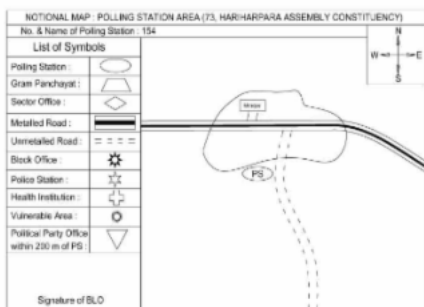 NOTIONAL MAP : POLLING STATION AREA (73, HARIHARPARA ASSEMBLY CONSTITUENCY)
No. & Name of Polling Station : 154
List of Symbols
Polling Station :
Gram Panchayat :
Sector Office :
Metalled Road :
Unmetalled Road :
Block Office :
Police Station :
Health Institution :
Vulnerable Area :
Political Party Office
within 200 m of PS :
Signature of BLO
N
W
E
S
PS